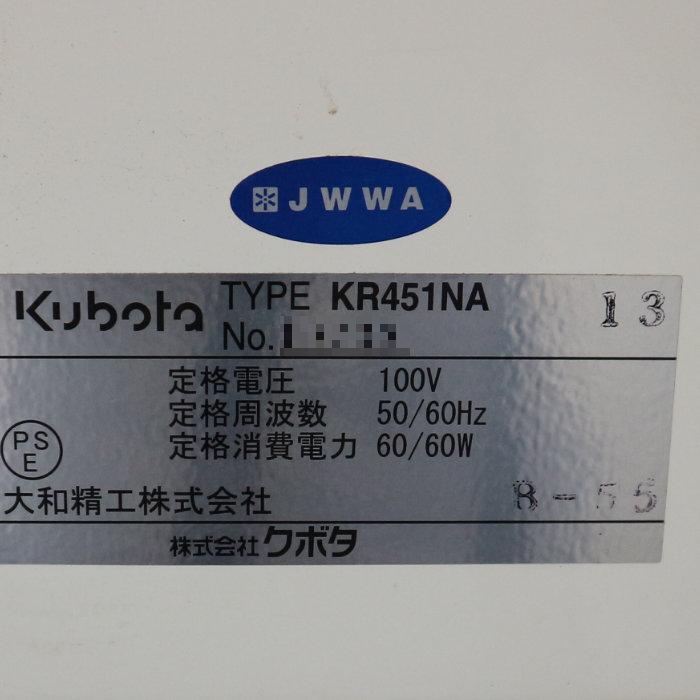 JWWA
Kubota TYPE KR451NA 13
No.
定格電圧 100V
定格周波数 50/60Hz
定格消費電力 60/60W
PS
E
大和精工株式会社 8-55
株式会社クボタ